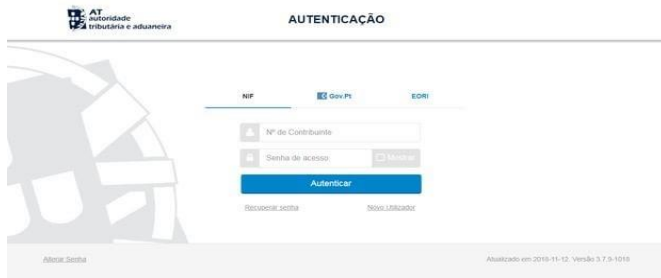 AT
autoridade
tributária e aduaneira
AUTENTICAÇÃO
NIF
Gov.Pt
EORI
Nº de Contribuinte
Senha de acesso
Mostrar
Autenticar
Recuperar senha
Novo Utilizador
Alterar Senha
Atualizado em 2018-11-12. Versão 3.7.9-1016